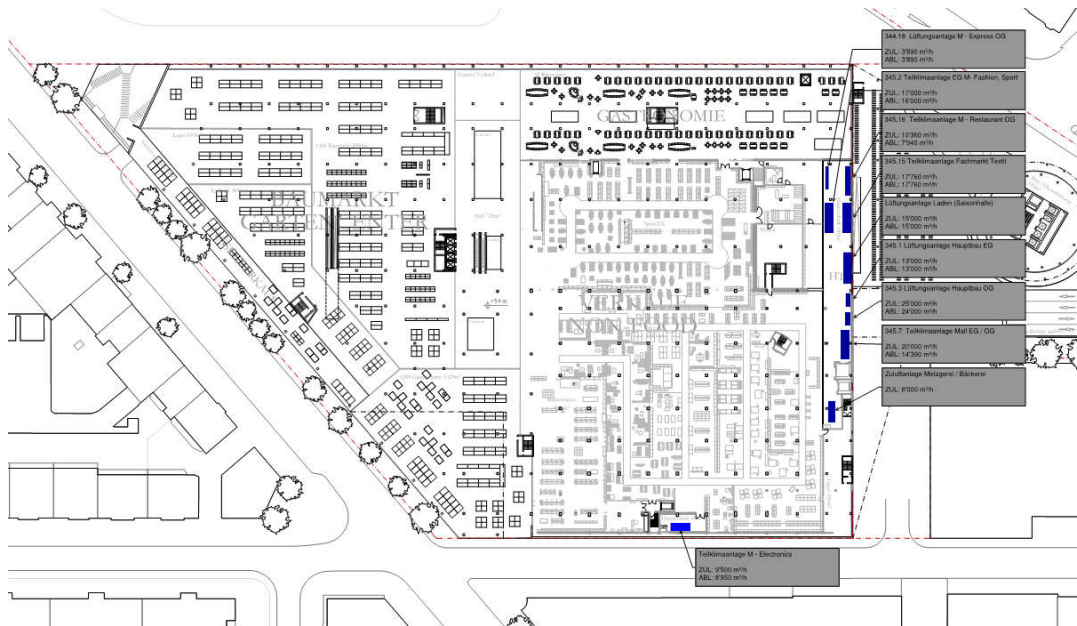 344.18 Lüftungsanlage M - Express OG
ZUL: 3'890 m³/h
ABL: 3'890 m³/h
345.2 Teilklimaanlage EG M- Fashion, Sport
ZUL: 17'000 m³/h
ABL: 16'000 m³/h
345.16 Teilklimaanlage M - Restaurant OG
ZUL: 10'360 m³/h
ABL: 7'940 m³/h
345.15 Teilklimaanlage Fachmarkt Textil
ZUL: 17'760 m³/h
ABL: 17'760 m³/h
Lüftungsanlage Laden (Saisonhalle)
ZUL: 15'000 m³/h
ABL: 15'000 m³/h
345.1 Lüftungsanlage Hauptbau EG
ZUL: 13'000 m³/h
ABL: 13'000 m³/h
345.3 Lüftungsanlage Hauptbau OG
ZUL: 25'000 m³/h
ABL: 24'000 m³/h
345.7 Teilklimaanlage Mall EG / OG
ZUL: 20'000 m³/h
ABL: 14'390 m³/h
Zuluftanlage Metzgerei / Bäckerei
ZUL: 6'000 m³/h
GASTRONOMIE
BAUMARKT
GARTENCENTER
VERKAUF
NON-FOOD
Teilklimaanlage M - Electronics
ZUL: 9'500 m³/h
ABL: 8'950 m³/h